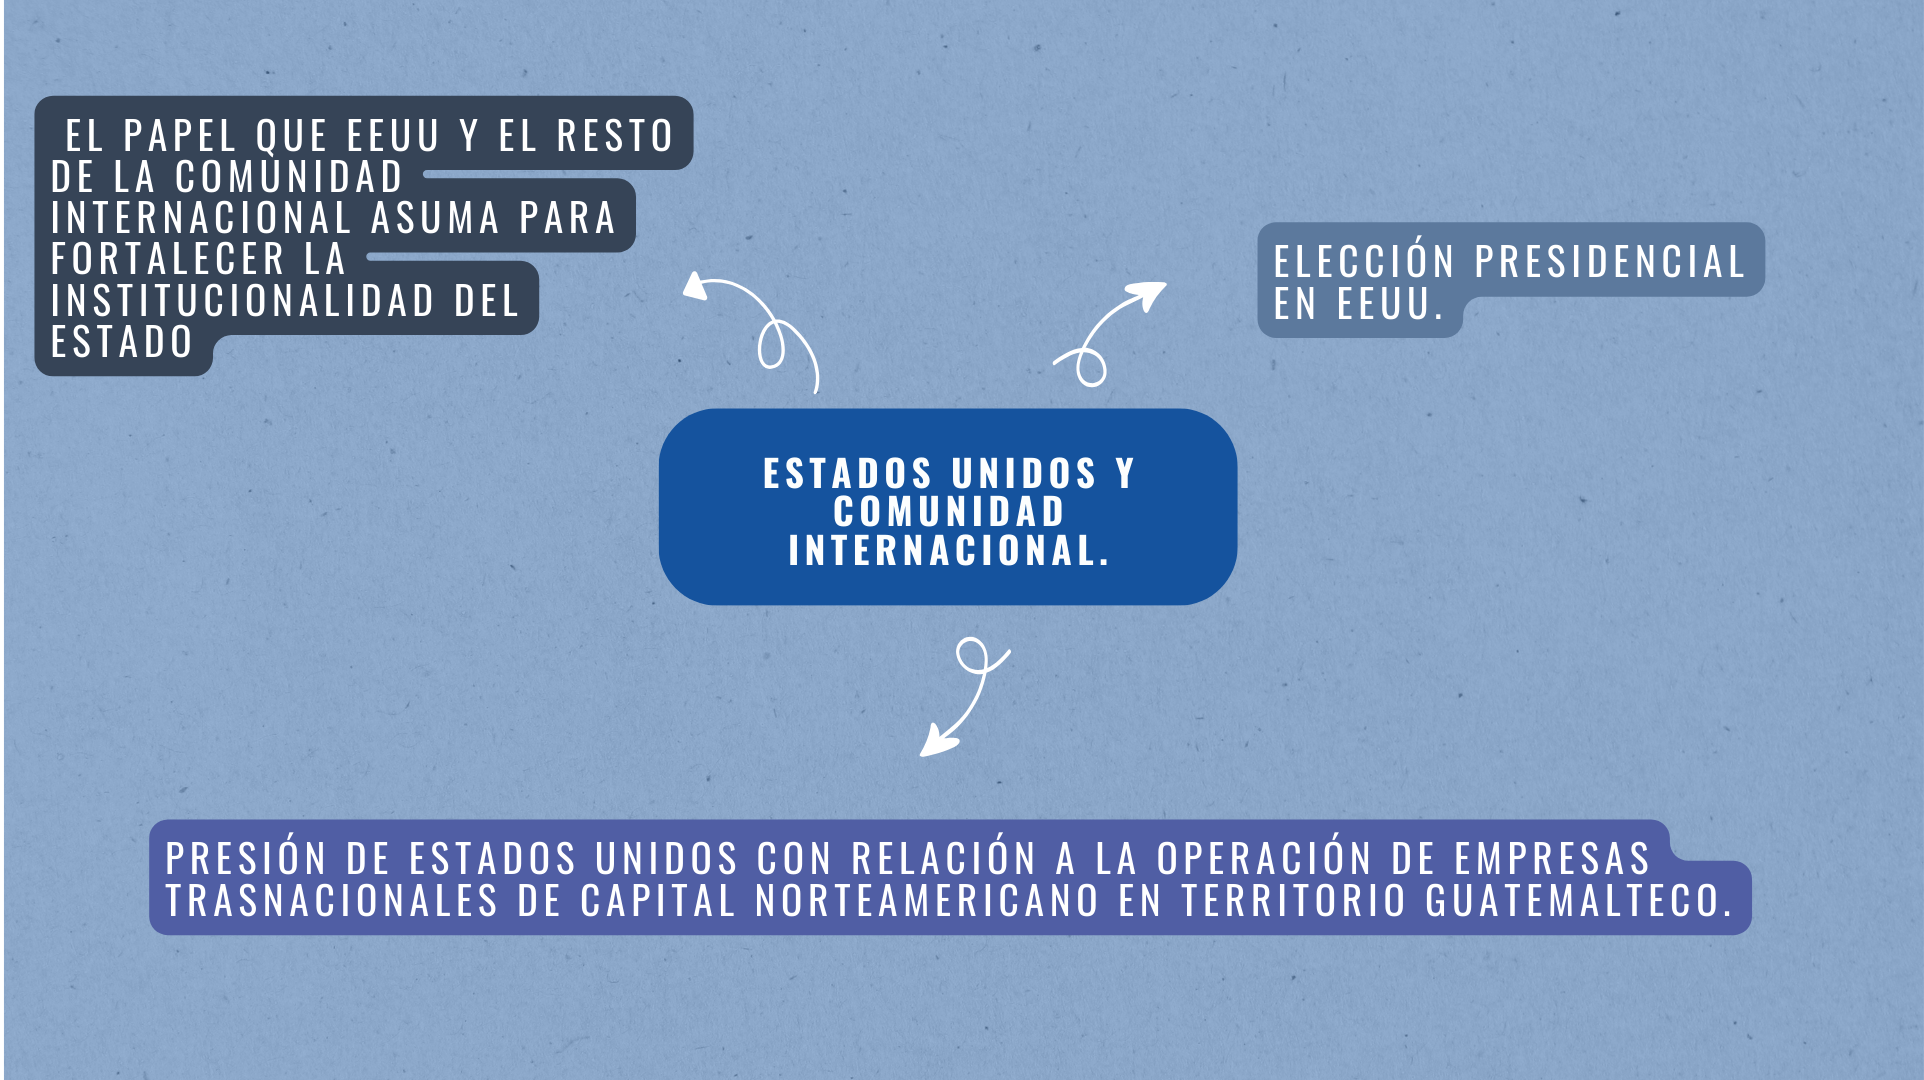 EL PAPEL QUE EEUU Y EL RESTO
DE LA COMUNIDAD
INTERNACIONAL ASUMA PARA
FORTALECER LA
INSTITUCIONALIDAD DEL
ESTADO
ELECCIÓN PRESIDENCIAL
EN EEUU.
ESTADOS UNIDOS Y
COMUNIDAD
INTERNACIONAL.
PRESIÓN DE ESTADOS UNIDOS CON RELACIÓN A LA OPERACIÓN DE EMPRESAS
TRASNACIONALES DE CAPITAL NORTEAMERICANO EN TERRITORIO GUATEMALTECO.